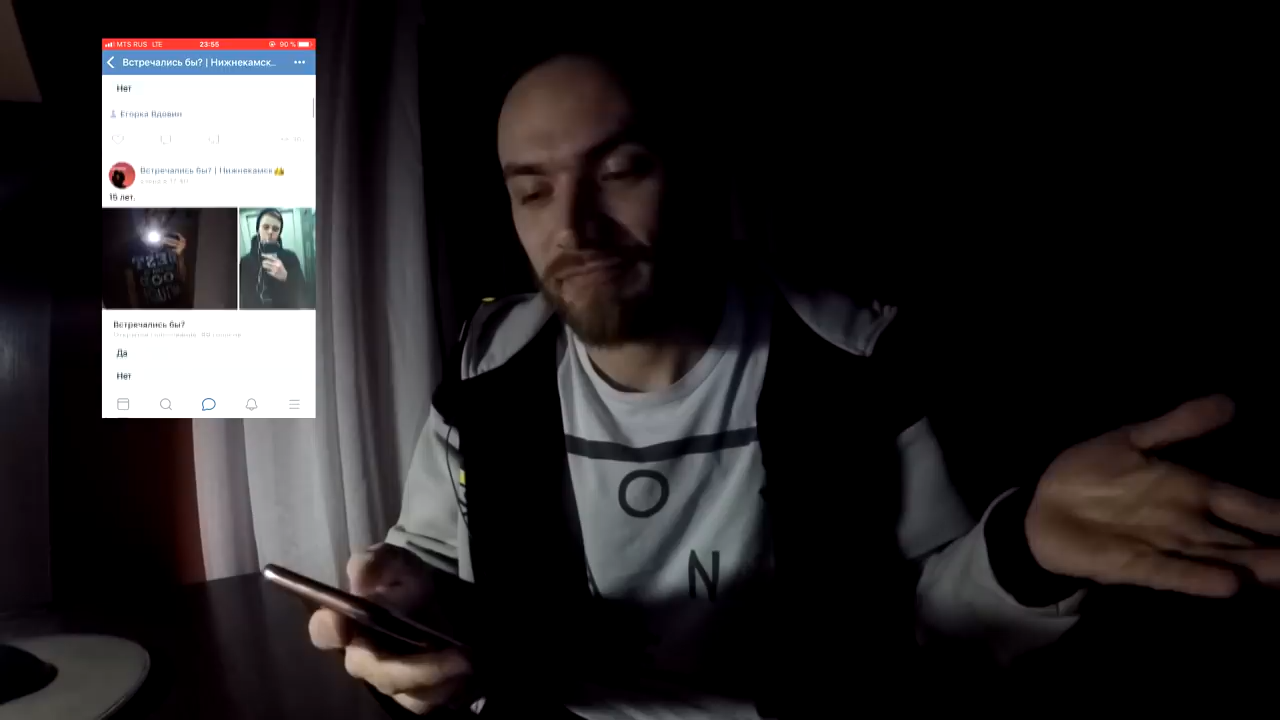 MTS RUS LTE 23:55 90 %
Встречались бы? | Нижнекамск...
Нет
Егорка Вдовин
Встречались бы? | Нижнекамск
15 лет.
Встречались бы?
Да
Нет
O
N